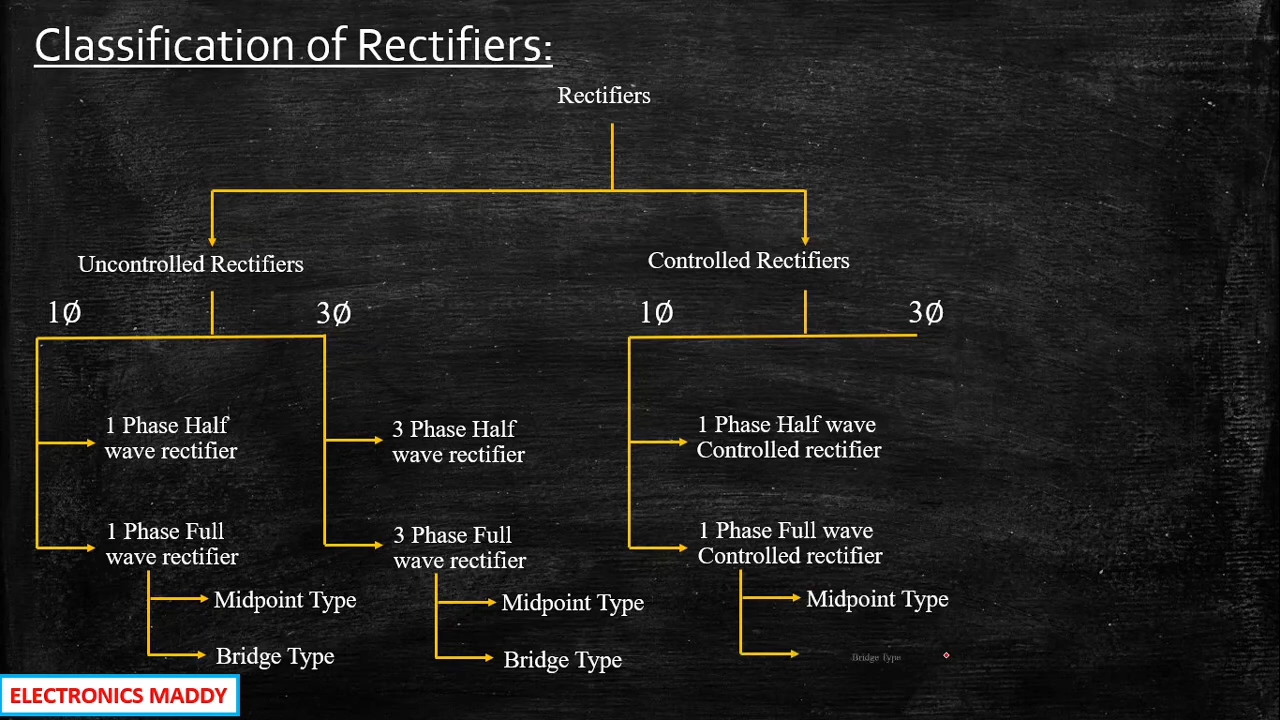 Classification of Rectifiers:
Rectifiers
Uncontrolled Rectifiers
Controlled Rectifiers
1Ø
3Ø
1Ø
3Ø
1 Phase Half
wave rectifier
3 Phase Half
wave rectifier
1 Phase Half wave
Controlled rectifier
1 Phase Full
wave rectifier
3 Phase Full
wave rectifier
1 Phase Full wave
Controlled rectifier
Midpoint Type
Midpoint Type
Midpoint Type
Bridge Type
Bridge Type
Bridge Type
ELECTRONICS MADDY